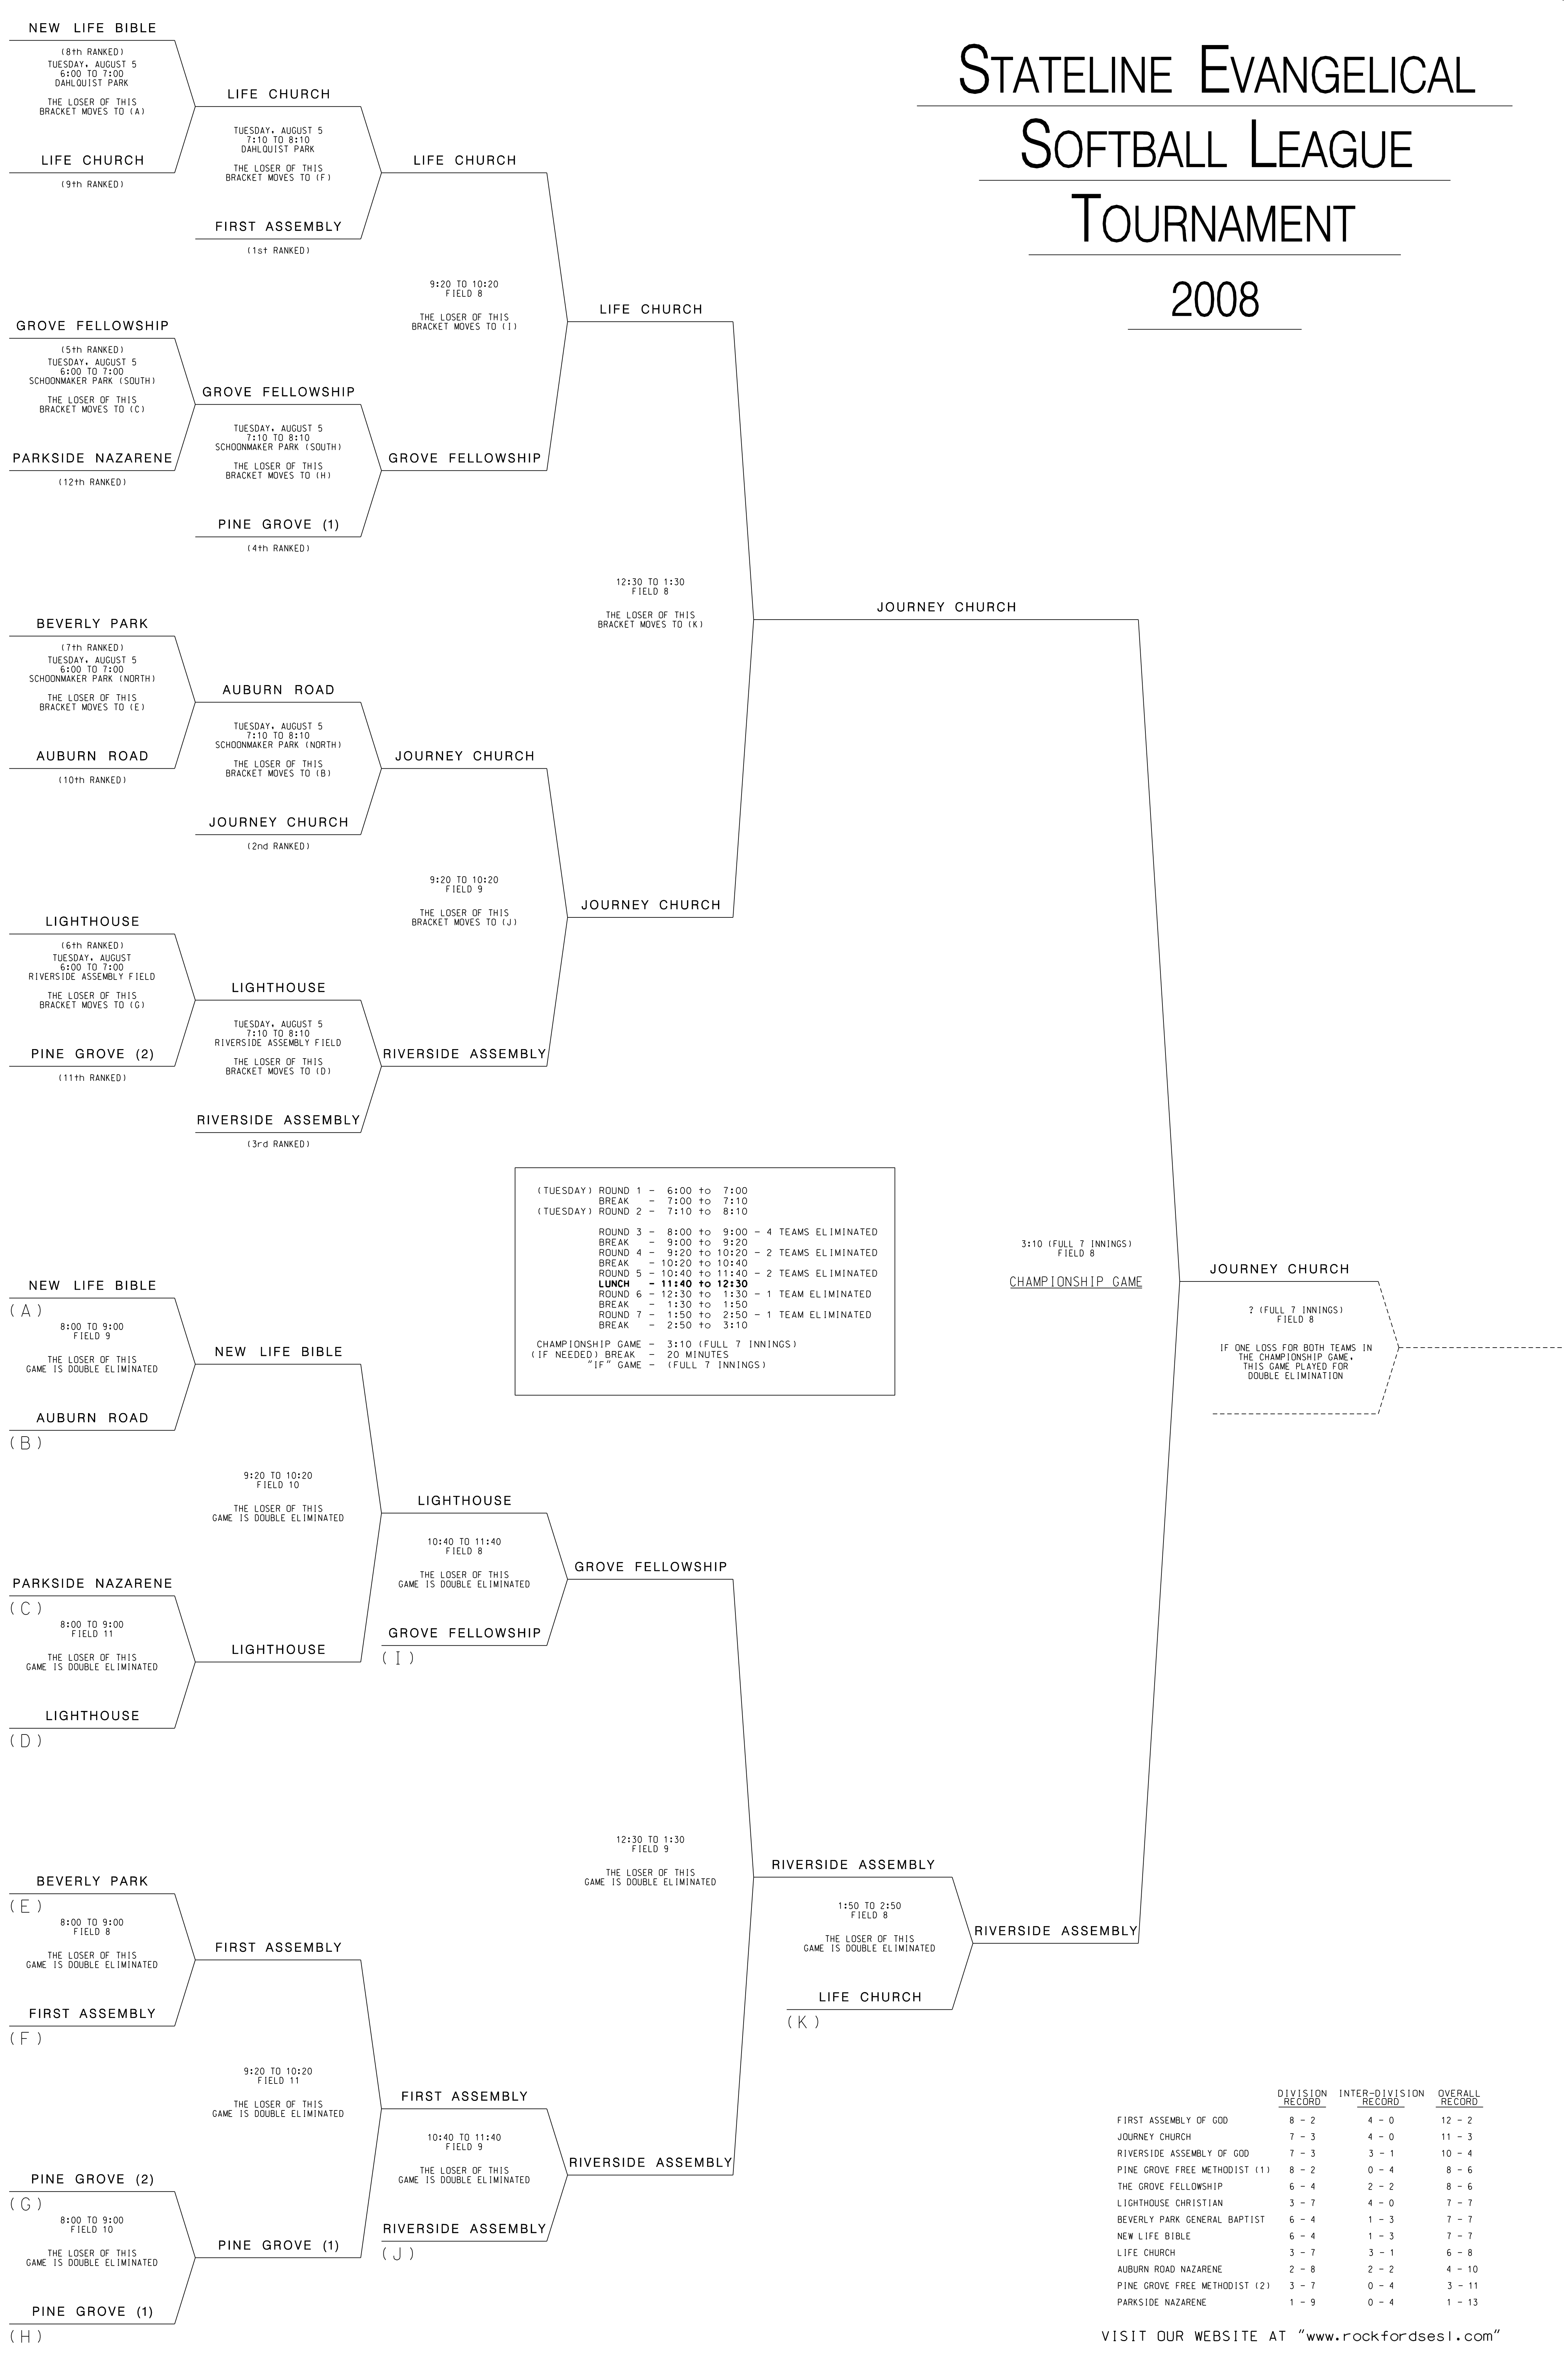 STATELINE EVANGELICAL
SOFTBALL LEAGUE
TOURNAMENT
2008
NEW LIFE BIBLE
(8th RANKED)
TUESDAY, AUGUST 5
6:00 TO 7:00
DAHLQUIST PARK
THE LOSER OF THIS
BRACKET MOVES TO (A)
LIFE CHURCH
(9th RANKED)
LIFE CHURCH
TUESDAY, AUGUST 5
7:10 TO 8:10
DAHLQUIST PARK
THE LOSER OF THIS
BRACKET MOVES TO (F)
FIRST ASSEMBLY
(1st RANKED)
LIFE CHURCH
9:20 TO 10:20
FIELD 8
THE LOSER OF THIS
BRACKET MOVES TO (I)
LIFE CHURCH
GROVE FELLOWSHIP
(5th RANKED)
TUESDAY, AUGUST 5
6:00 TO 7:00
SCHOONMAKER PARK (SOUTH)
THE LOSER OF THIS
BRACKET MOVES TO (C)
PARKSIDE NAZARENE
(12th RANKED)
GROVE FELLOWSHIP
TUESDAY, AUGUST 5
7:10 TO 8:10
SCHOONMAKER PARK (SOUTH)
THE LOSER OF THIS
BRACKET MOVES TO (H)
PINE GROVE (1)
(4th RANKED)
GROVE FELLOWSHIP
12:30 TO 1:30
FIELD 8
THE LOSER OF THIS
BRACKET MOVES TO (K)
JOURNEY CHURCH
BEVERLY PARK
(7th RANKED)
TUESDAY, AUGUST 5
6:00 TO 7:00
SCHOONMAKER PARK (NORTH)
THE LOSER OF THIS
BRACKET MOVES TO (E)
AUBURN ROAD
(10th RANKED)
AUBURN ROAD
TUESDAY, AUGUST 5
7:10 TO 8:10
SCHOONMAKER PARK (NORTH)
THE LOSER OF THIS
BRACKET MOVES TO (B)
JOURNEY CHURCH
(2nd RANKED)
JOURNEY CHURCH
9:20 TO 10:20
FIELD 9
THE LOSER OF THIS
BRACKET MOVES TO (J)
JOURNEY CHURCH
LIGHTHOUSE
(6th RANKED)
TUESDAY, AUGUST
6:00 TO 7:00
RIVERSIDE ASSEMBLY FIELD
THE LOSER OF THIS
BRACKET MOVES TO (G)
PINE GROVE (2)
(11th RANKED)
LIGHTHOUSE
TUESDAY, AUGUST 5
7:10 TO 8:10
RIVERSIDE ASSEMBLY FIELD
THE LOSER OF THIS
BRACKET MOVES TO (D)
RIVERSIDE ASSEMBLY
(3rd RANKED)
RIVERSIDE ASSEMBLY
(TUESDAY) ROUND 1 - 6:00 to 7:00
BREAK - 7:00 to 7:10
(TUESDAY) ROUND 2 - 7:10 to 8:10
ROUND 3 - 8:00 to 9:00 - 4 TEAMS ELIMINATED
BREAK - 9:00 to 9:20
ROUND 4 - 9:20 to 10:20 - 2 TEAMS ELIMINATED
BREAK - 10:20 to 10:40
ROUND 5 - 10:40 to 11:40 - 2 TEAMS ELIMINATED
LUNCH - 11:40 to 12:30
ROUND 6 - 12:30 to 1:30 - 1 TEAM ELIMINATED
BREAK - 1:30 to 1:50
ROUND 7 - 1:50 to 2:50 - 1 TEAM ELIMINATED
BREAK - 2:50 to 3:10
CHAMPIONSHIP GAME - 3:10 (FULL 7 INNINGS)
(IF NEEDED) BREAK - 20 MINUTES
"IF" GAME - (FULL 7 INNINGS)
3:10 (FULL 7 INNINGS)
FIELD 8
CHAMPIONSHIP GAME
JOURNEY CHURCH
? (FULL 7 INNINGS)
FIELD 8
IF ONE LOSS FOR BOTH TEAMS IN
THE CHAMPIONSHIP GAME,
THIS GAME PLAYED FOR
DOUBLE ELIMINATION
NEW LIFE BIBLE
(A)
8:00 TO 9:00
FIELD 9
THE LOSER OF THIS
GAME IS DOUBLE ELIMINATED
AUBURN ROAD
(B)
NEW LIFE BIBLE
9:20 TO 10:20
FIELD 10
THE LOSER OF THIS
GAME IS DOUBLE ELIMINATED
PARKSIDE NAZARENE
(C)
8:00 TO 9:00
FIELD 11
THE LOSER OF THIS
GAME IS DOUBLE ELIMINATED
LIGHTHOUSE
(D)
LIGHTHOUSE
LIGHTHOUSE
10:40 TO 11:40
FIELD 8
THE LOSER OF THIS
GAME IS DOUBLE ELIMINATED
GROVE FELLOWSHIP
(I)
GROVE FELLOWSHIP
12:30 TO 1:30
FIELD 9
THE LOSER OF THIS
GAME IS DOUBLE ELIMINATED
RIVERSIDE ASSEMBLY
1:50 TO 2:50
FIELD 8
THE LOSER OF THIS
GAME IS DOUBLE ELIMINATED
LIFE CHURCH
(K)
RIVERSIDE ASSEMBLY
BEVERLY PARK
(E)
8:00 TO 9:00
FIELD 8
THE LOSER OF THIS
GAME IS DOUBLE ELIMINATED
FIRST ASSEMBLY
(F)
FIRST ASSEMBLY
9:20 TO 10:20
FIELD 11
THE LOSER OF THIS
GAME IS DOUBLE ELIMINATED
PINE GROVE (2)
(G)
8:00 TO 9:00
FIELD 10
THE LOSER OF THIS
GAME IS DOUBLE ELIMINATED
PINE GROVE (1)
(H)
PINE GROVE (1)
FIRST ASSEMBLY
10:40 TO 11:40
FIELD 9
THE LOSER OF THIS
GAME IS DOUBLE ELIMINATED
RIVERSIDE ASSEMBLY
(J)
RIVERSIDE ASSEMBLY
DIVISION INTER-DIVISION OVERALL
RECORD RECORD RECORD
FIRST ASSEMBLY OF GOD 8 - 2 4 - 0 12 - 2
JOURNEY CHURCH 7 - 3 4 - 0 11 - 3
RIVERSIDE ASSEMBLY OF GOD 7 - 3 3 - 1 10 - 4
PINE GROVE FREE METHODIST (1) 8 - 2 0 - 4 8 - 6
THE GROVE FELLOWSHIP 6 - 4 2 - 2 8 - 6
LIGHTHOUSE CHRISTIAN 3 - 7 4 - 0 7 - 7
BEVERLY PARK GENERAL BAPTIST 6 - 4 1 - 3 7 - 7
NEW LIFE BIBLE 6 - 4 1 - 3 7 - 7
LIFE CHURCH 3 - 7 3 - 1 6 - 8
AUBURN ROAD NAZARENE 2 - 8 2 - 2 4 - 10
PINE GROVE FREE METHODIST (2) 3 - 7 0 - 4 3 - 11
PARKSIDE NAZARENE 1 - 9 0 - 4 1 - 13
VISIT OUR WEBSITE AT "www.rockfordsesl.com"